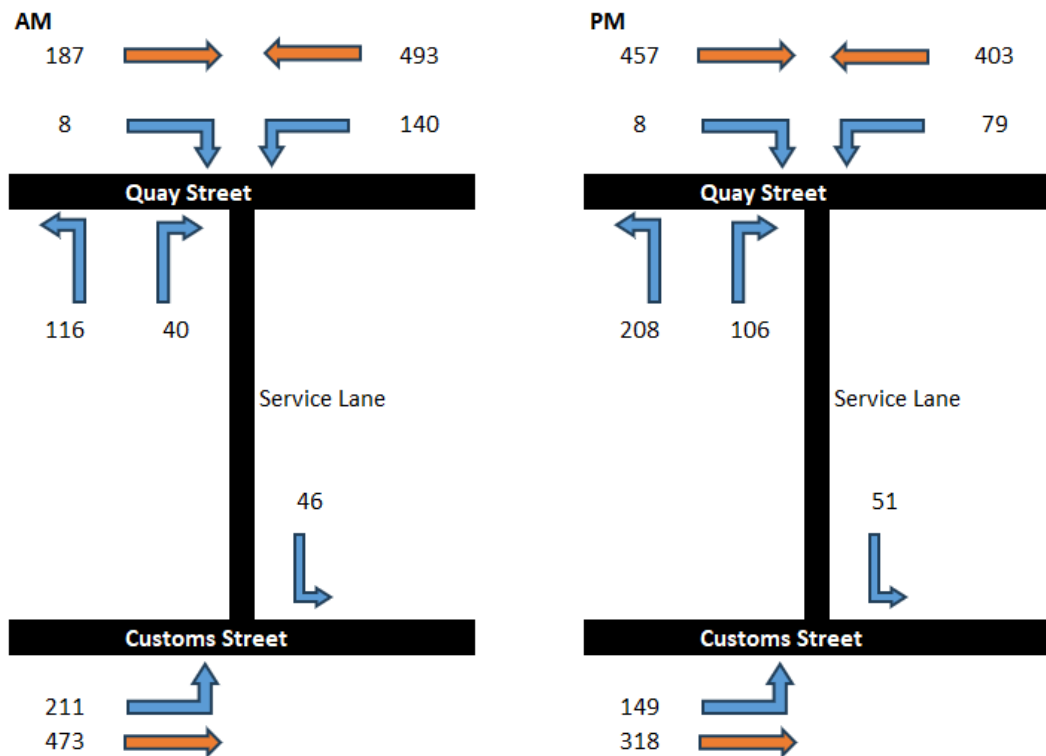 AM
187 493
8 140
Quay Street
116 40
Service Lane
46
Customs Street
211
473
PM
457 403
8 79
Quay Street
208 106
Service Lane
51
Customs Street
149
318